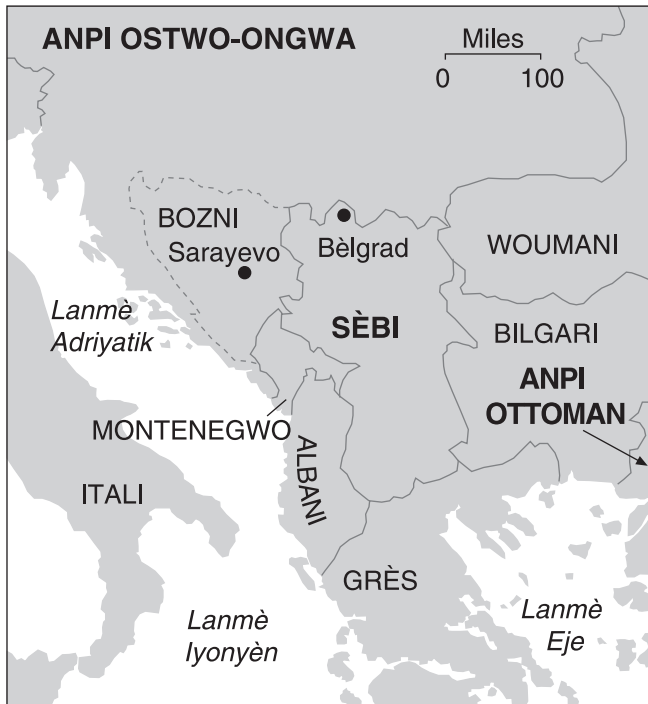 ANPI OSTWO-ONGWA
Miles
0 100
BOZNI
Sarayevo
Bèlgrad
WOUMANI
Lanmè
Adriyatik
SÈBI
BILGARI
ANPI
OTTOMAN
MONTENEGWO
ALBANI
ITALI
GRÈS
Lanmè
Iyonyèn
Lanmè
Eje